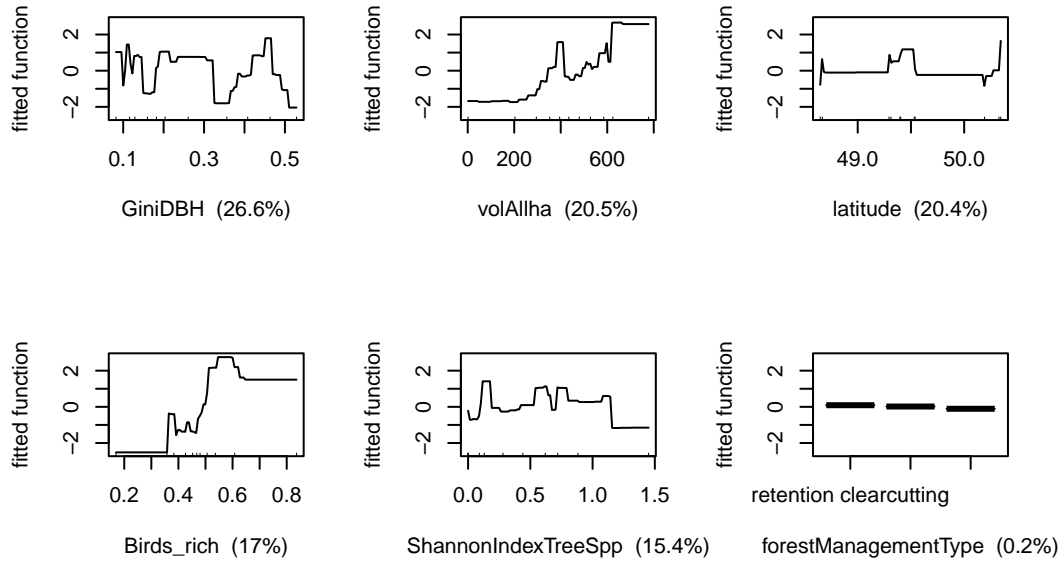 fitted function
2
0
−2
0.1
0.3
0.5
GiniDBH (26.6%)
fitted function
2
0
−2
0
200
600
volAllha (20.5%)
fitted function
2
0
−2
49.0
50.0
latitude (20.4%)
fitted function
2
0
−2
0.2
0.4
0.6
0.8
Birds_rich (17%)
fitted function
2
0
−2
0.0
0.5
1.0
1.5
ShannonIndexTreeSpp (15.4%)
fitted function
2
0
−2
retention clearcutting
forestManagementType (0.2%)